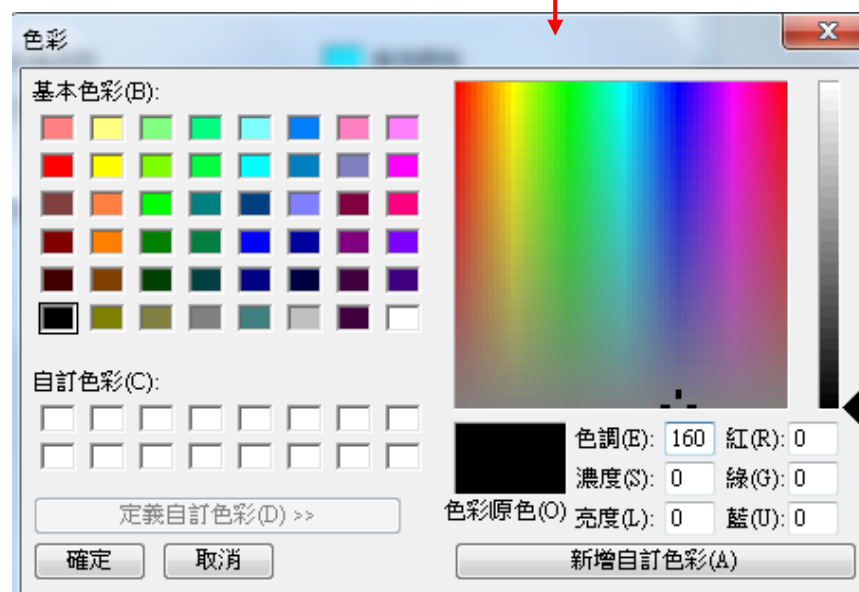 色彩
基本色彩(B):
自訂色彩(C):
定義自訂色彩(D) >>
確定 取消
色彩|原色(O)
色調(E): 160 紅(R): 0
濃度(S): 0 綠(G): 0
亮度(L): 0 藍(U): 0
新增自訂色彩(A)